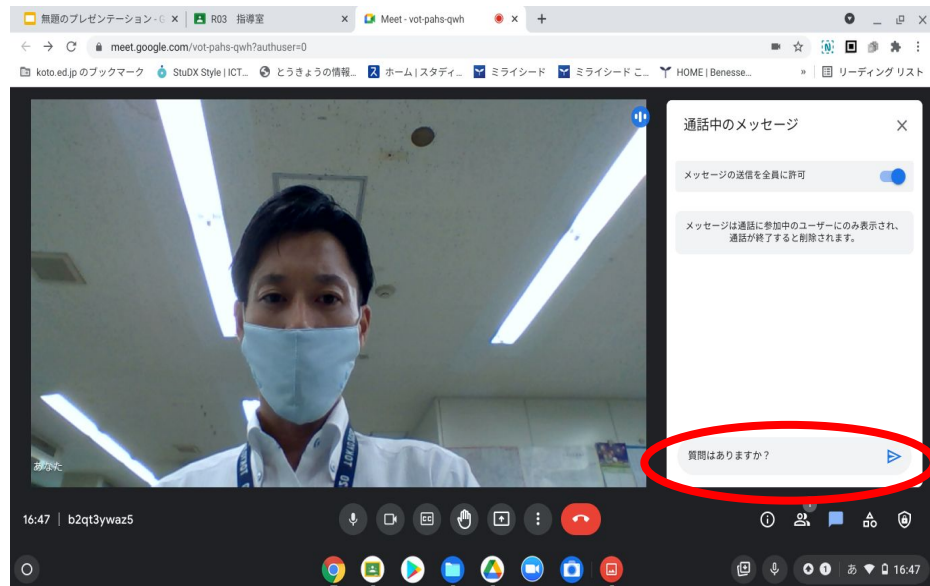 無題のプレゼンテーション - G
R03 指導室
Meet - vot-pahs-qwh
meet.google.com/vot-pahs-qwh?authuser=0
koto.ed.jp のブックマーク
StuDX Style | ICT...
とうきょうの情報...
ホーム | スタディ...
ミライシード
ミライシード こ...
HOME | Benesse...
»
リーディング リスト
通話中のメッセージ
メッセージの送信を全員に許可
メッセージは通話に参加中のユーザーにのみ表示され、
通話が終了すると削除されます。
質問はありますか？
あなた
16:47 | b2qt3ywaz5
CC
1
あ
16:47